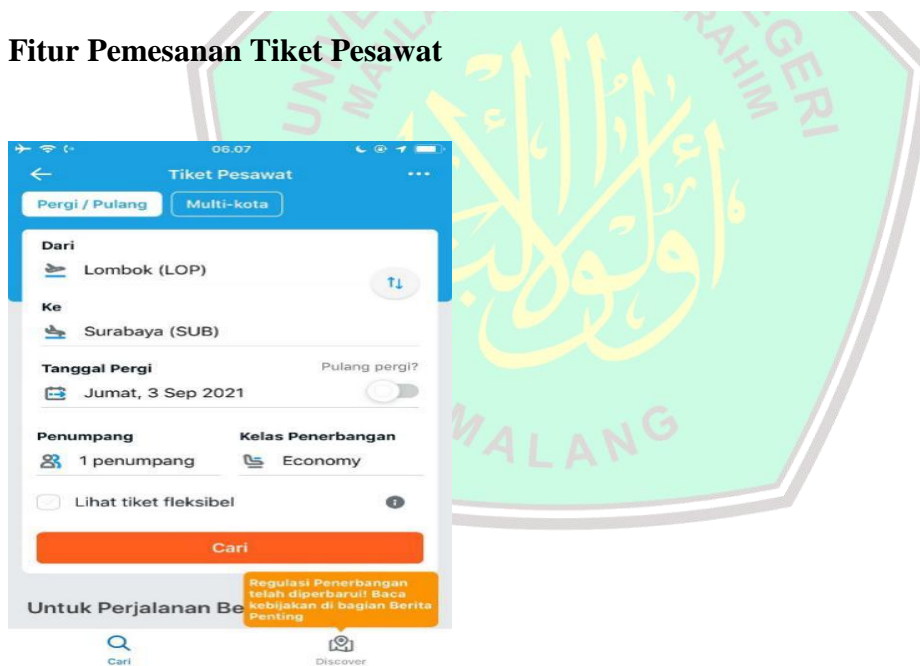 Fitur Pemesanan Tiket Pesawat
06.07
Tiket Pesawat
Pergi / Pulang
Multi-kota
Dari
Lombok (LOP)
Ke
Surabaya (SUB)
Tanggal Pergi
Pulang pergi?
Jumat, 3 Sep 2021
Penumpang
Kelas Penerbangan
1 penumpang
Economy
Lihat tiket fleksibel
Cari
Regulasi Penerbangan
telah diperbarui! Baca
kebijakan di bagian Berita
Penting
Untuk Perjalanan Be
Cari
Discover
MALANG